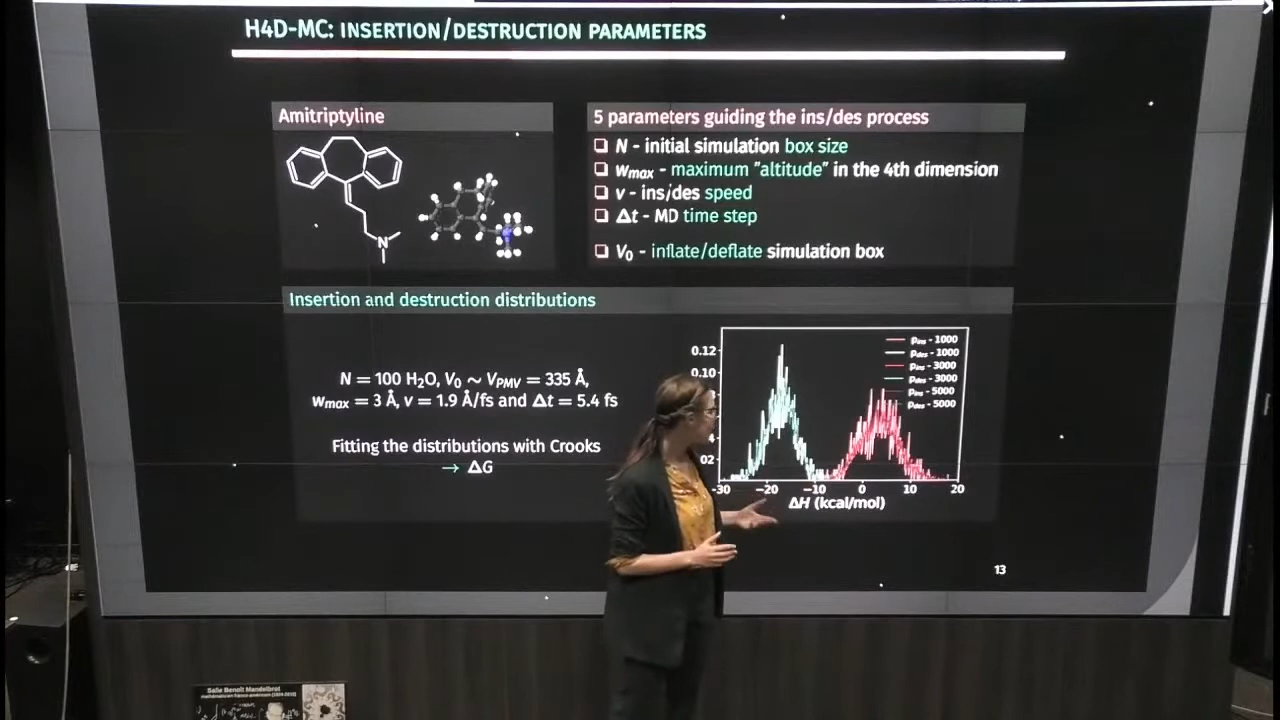 H4D-MC: INSERTION/DESTRUCTION PARAMETERS
Amitriptyline
N
5 parameters guiding the ins/des process
❑ N - initial simulation box size
❑ wmax - maximum "altitude" in the 4th dimension
❑ v - ins/des speed
❑ Δt - MD time step
❑ V0 - inflate/deflate simulation box
Insertion and destruction distributions
N = 100 H2O, V0 ∼ VPMV = 335 Å,
wmax = 3 Å, v = 1.9 Å/fs and Δt = 5.4 fs
Fitting the distributions with Crooks
→ ΔG
0.12
0.10
02
pins - 1000
pdes - 1000
pins - 3000
pdes - 3000
pins - 5000
pdes - 5000
-30 −20 −10 0 10 20
ΔH (kcal/mol)
13
Salle Benoît Mandelbrot